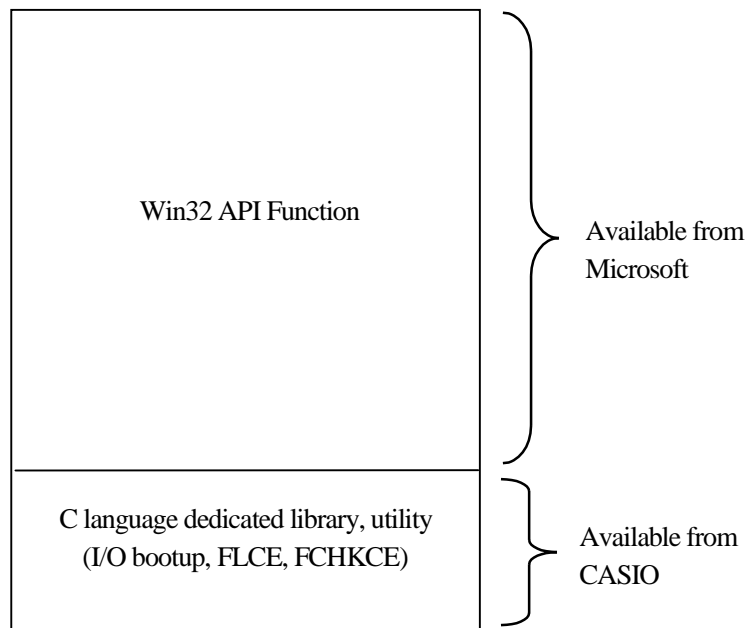 Win32 API Function
Available from
Microsoft
C language dedicated library, utility
(I/O bootup, FLCE, FCHKCE)
Available from
CASIO